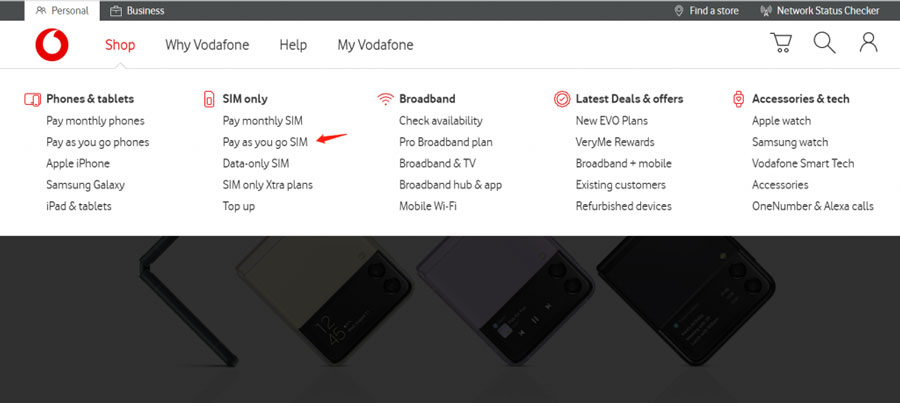 Personal
Business
Find a store
Network Status Checker
Shop
Why Vodafone
Help
My Vodafone
Phones & tablets
Pay monthly phones
Pay as you go phones
Apple iPhone
Samsung Galaxy
iPad & tablets
SIM only
Pay monthly SIM
Pay as you go SIM
Data-only SIM
SIM only Xtra plans
Top up
Broadband
Check availability
Pro Broadband plan
Broadband & TV
Broadband hub & app
Mobile Wi-Fi
Latest Deals & offers
New EVO Plans
VeryMe Rewards
Broadband + mobile
Existing customers
Refurbished devices
Accessories & tech
Apple watch
Samsung watch
Vodafone Smart Tech
Accessories
OneNumber & Alexa calls
12
45